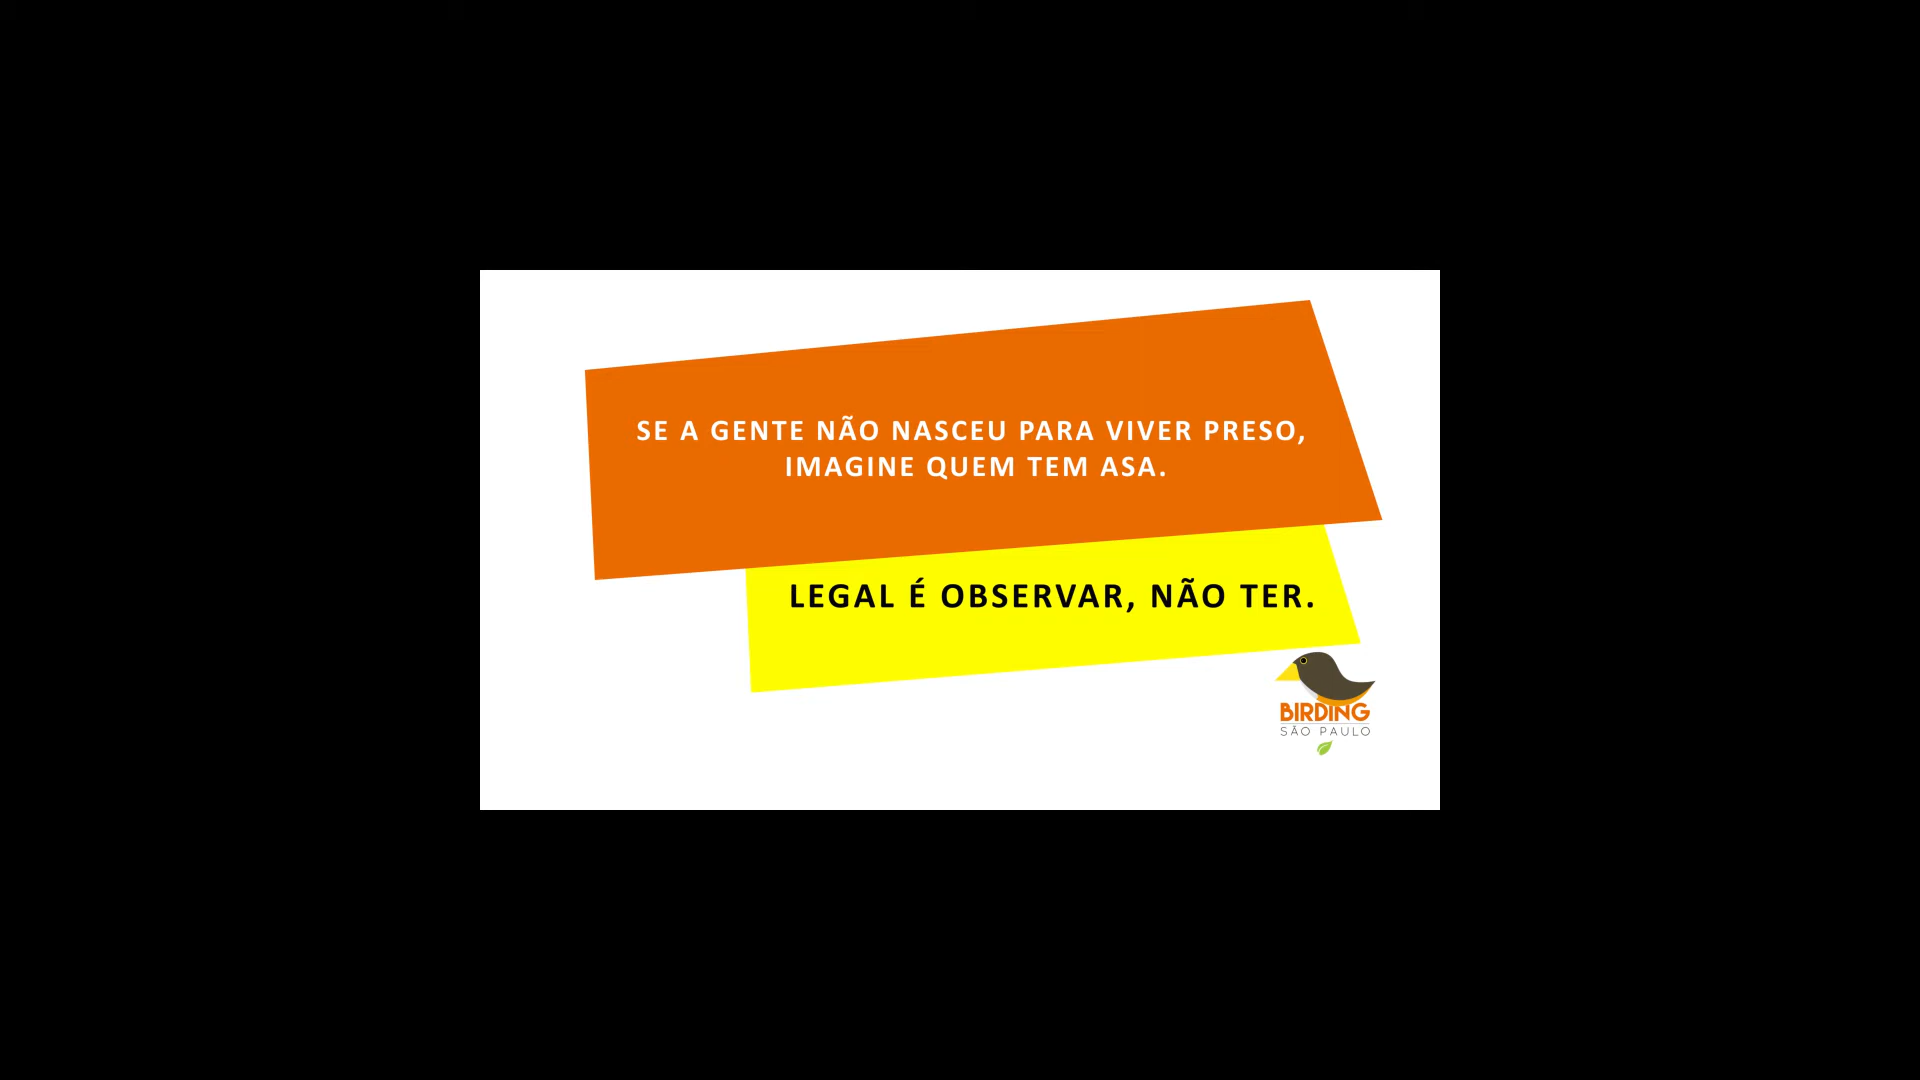 SE A GENTE NÃO NASCEU PARA VIVER PRESO,
IMAGINE QUEM TEM ASA.
LEGAL É OBSERVAR, NÃO TER.
BIRDING
SÃO PAULO